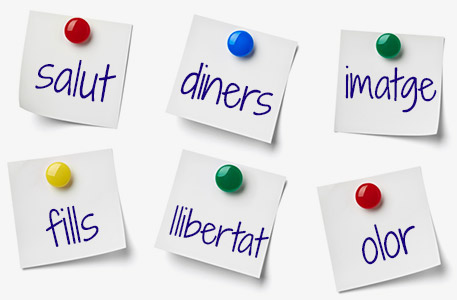 salut
diners
imatge
fills
llibertat
olor